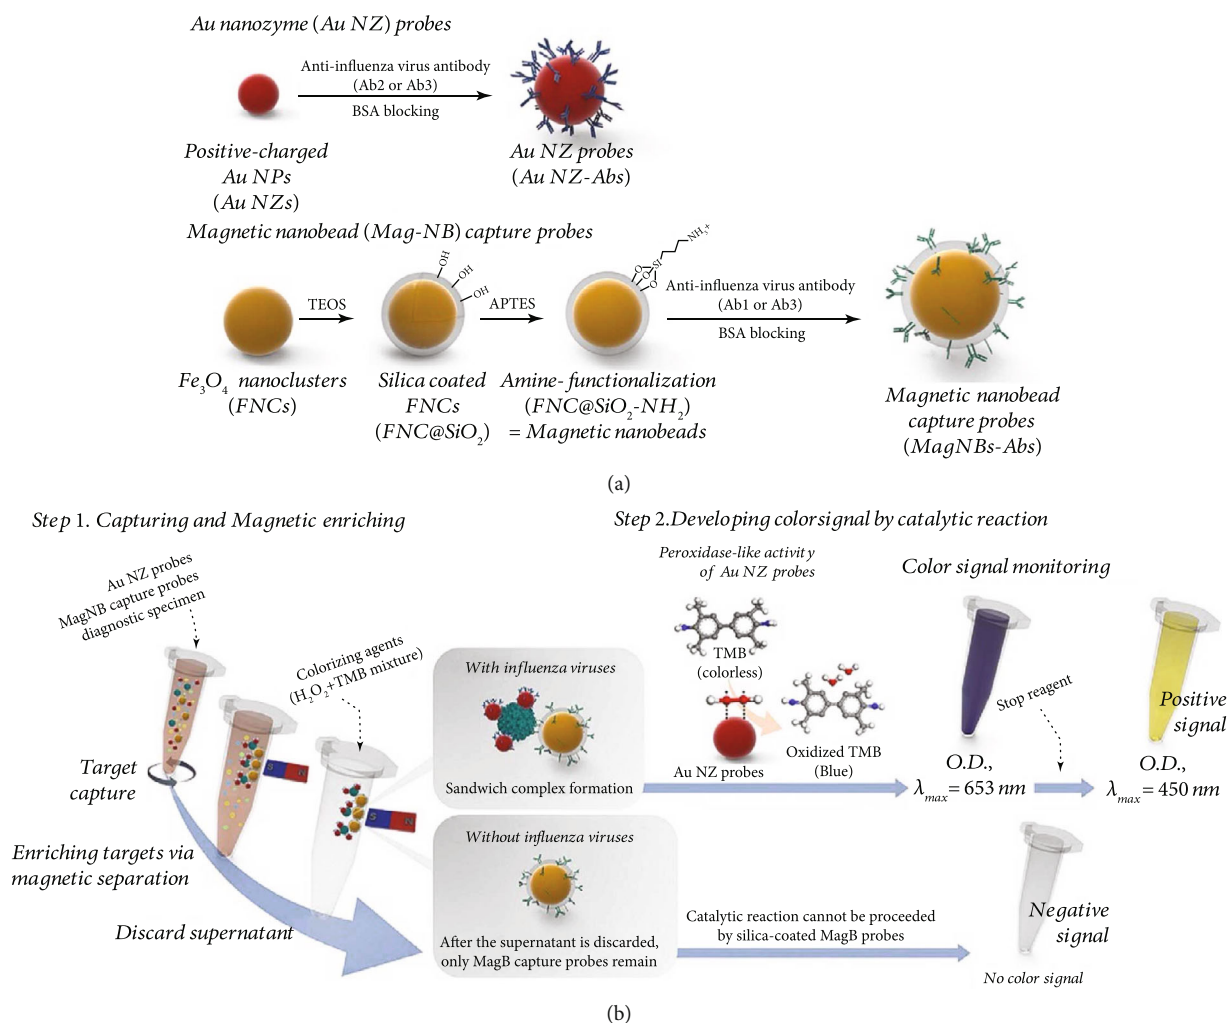 Au nanozyme (Au NZ) probes
Anti-influenza virus antibody
(Ab2 or Ab3)
BSA blocking
Positive-charged
Au NPs
(Au NZs)
Au NZ probes
(Au NZ-Abs)
Magnetic nanobead (Mag-NB) capture probes
OH
OH
OH
O
O
O
Si
NH3+
TEOS
APTES
Anti-influenza virus antibody
(Ab1 or Ab3)
BSA blocking
Fe3O4 nanoclusters
(FNCs)
Silica coated
FNCs
(FNC@SiO2)
Amine- functionalization
(FNC@SiO2-NH2)
= Magnetic nanobeads
Magnetic nanobead
capture probes
(MagNBs-Abs)
(a)
Step 1. Capturing and Magnetic enriching
Au NZ probes
MagNB capture probes
diagnostic specimen
Colorizing agents
(H2O2+TMB mixture)
S N
S N
Target
capture
Enriching targets via
magnetic separation
Discard supernatant
With influenza viruses
Sandwich complex formation
Without influenza viruses
After the supernatant is discarded,
only MagB capture probes remain
Step 2.Developing colorsignal by catalytic reaction
Peroxidase-like activity
of Au NZ probes
TMB
(colorless)
Au NZ probes
Oxidized TMB
(Blue)
Color signal monitoring
Stop reagent
Positive
signal
O.D.,
λmax = 653 nm
O.D.,
λmax = 450 nm
Catalytic reaction cannot be proceeded
by silica-coated MagB probes
Negative
signal
No color signal
(b)